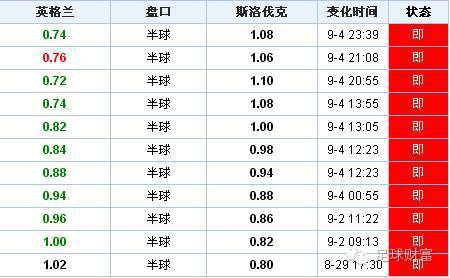 英格兰 盘口 斯洛伐克 变化时间 状态
0.74 半球 1.08 9-4 23:39 即
0.76 半球 1.06 9-4 21:08 即
0.72 半球 1.10 9-4 20:55 即
0.74 半球 1.08 9-4 13:55 即
0.82 半球 1.00 9-4 13:05 即
0.84 半球 0.98 9-4 12:23 即
0.88 半球 0.94 9-4 12:23 即
0.94 半球 0.88 9-4 00:55 即
0.96 半球 0.86 9-2 11:22 即
1.00 半球 0.82 9-2 09:13 即
1.02 半球 0.80 8-29 17:30 即
足球财富